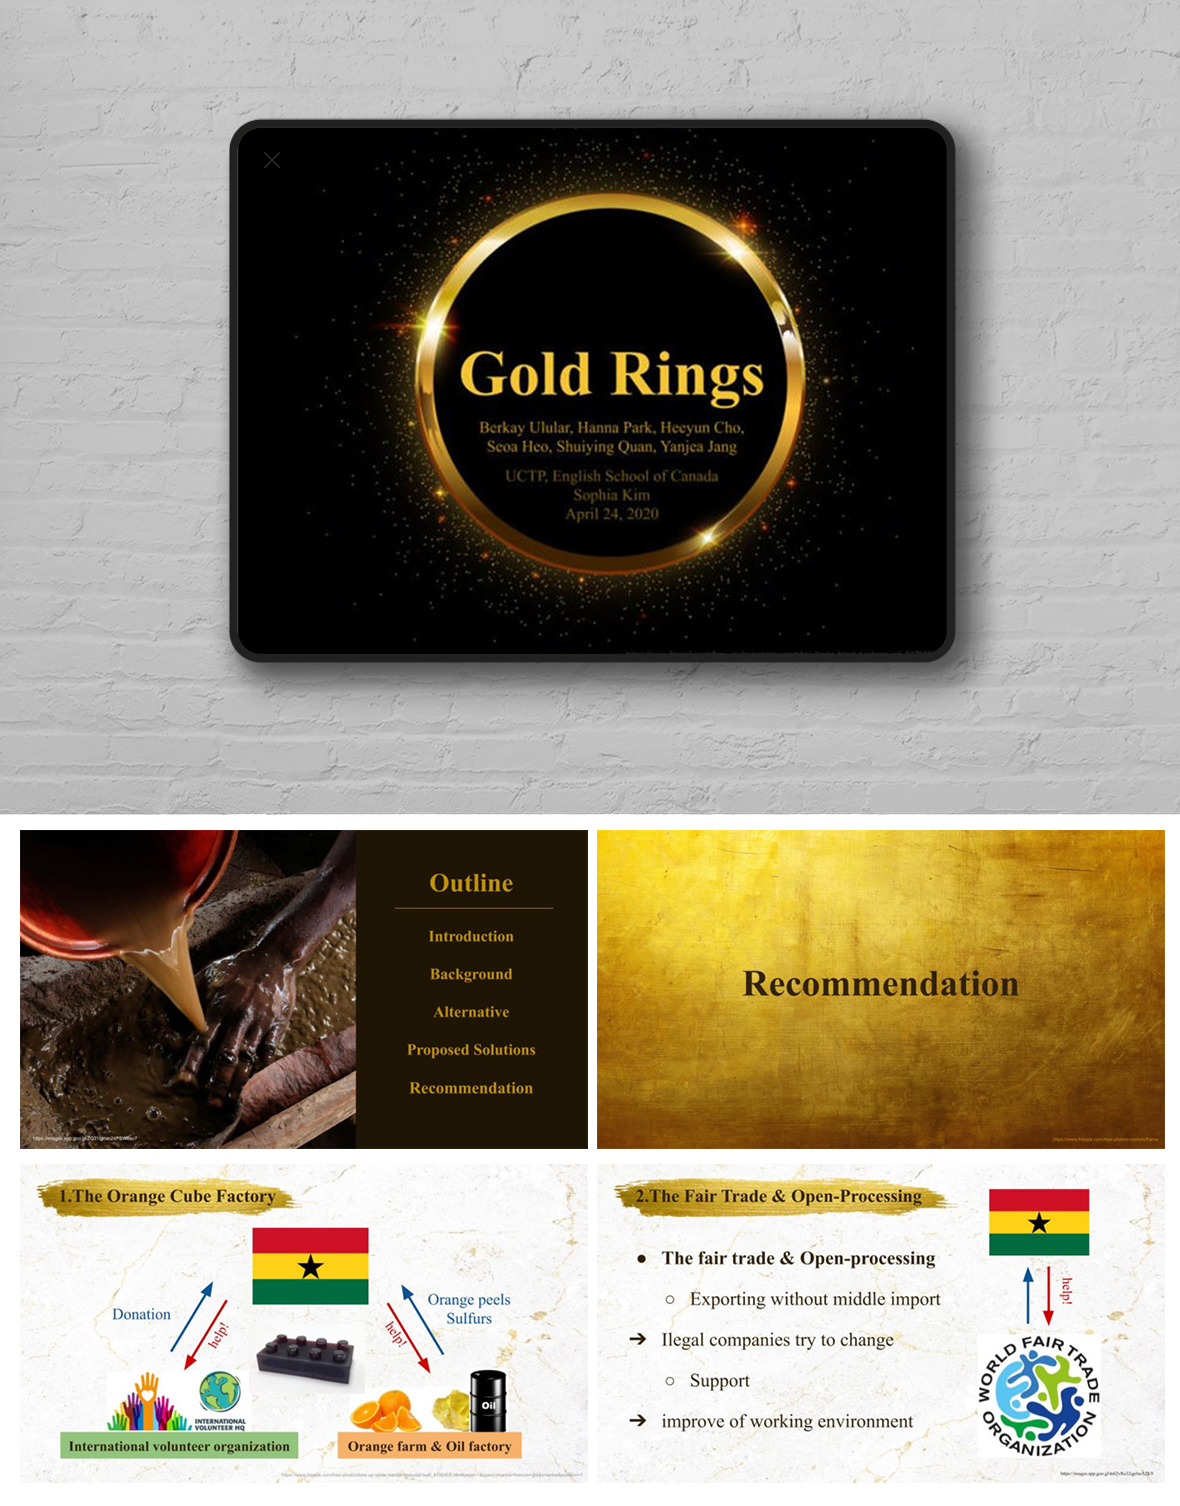 Gold Rings
Berkay Ulular, Hanna Park, Heeyun Cho,
Seoa Heo, Shuiying Quan, Yanjea Jang
UCTP, English School of Canada
Sophia Kim
April 24, 2020
Outline
Introduction
Background
Alternative
Proposed Solutions
Recommendation
Recommendation
1.The Orange Cube Factory
Donation
help!
help!
Orange peels
Sulfurs
INTERNATIONAL
VOLUNTEER HQ
Oil
International volunteer organization
Orange farm & Oil factory
2.The Fair Trade & Open-Processing
● The fair trade & Open-processing
○ Exporting without middle import
➔ Ilegal companies try to change
○ Support
➔ improve of working environment
help!
WORLD FAIR TRADE
ORGANIZATION